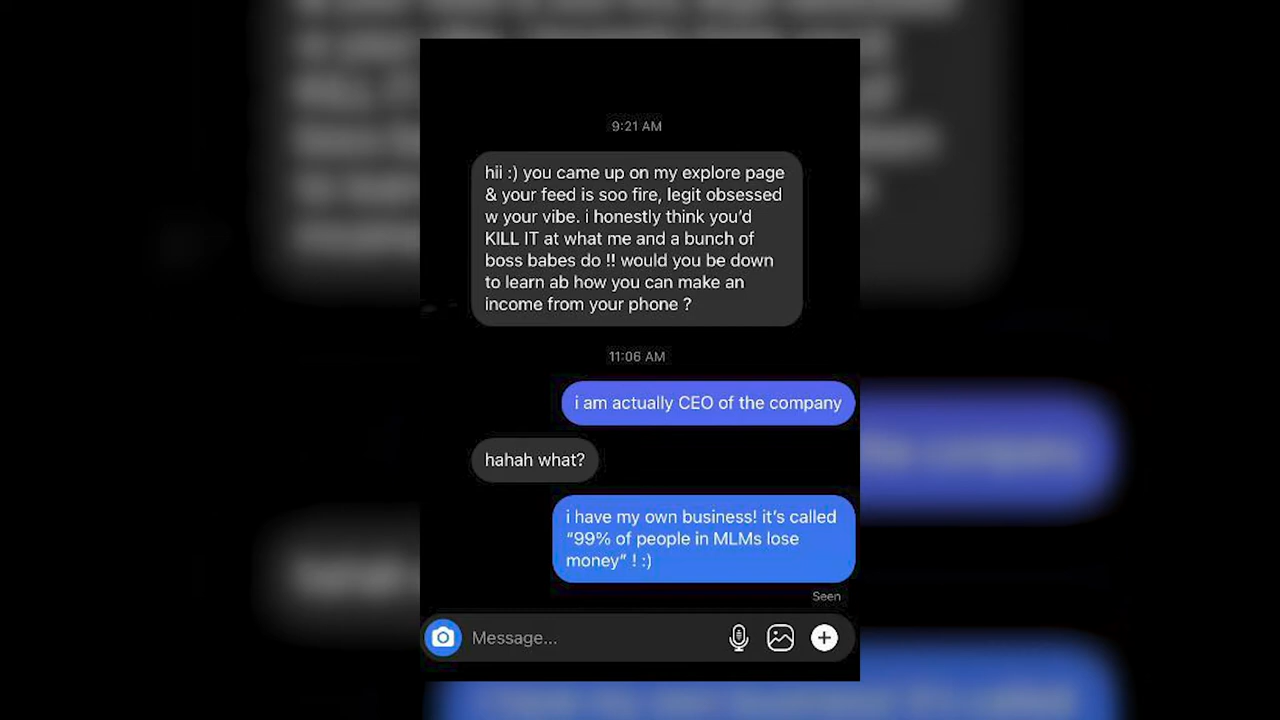 9:21 AM
hii :) you came up on my explore page
& your feed is soo fire, legit obsessed
w your vibe. i honestly think you’d
KILL IT at what me and a bunch of
boss babes do !! would you be down
to learn ab how you can make an
income from your phone ?
11:06 AM
i am actually CEO of the company
hahah what?
i have my own business! it’s called
“99% of people in MLMs lose
money” ! :)
Seen
Message...